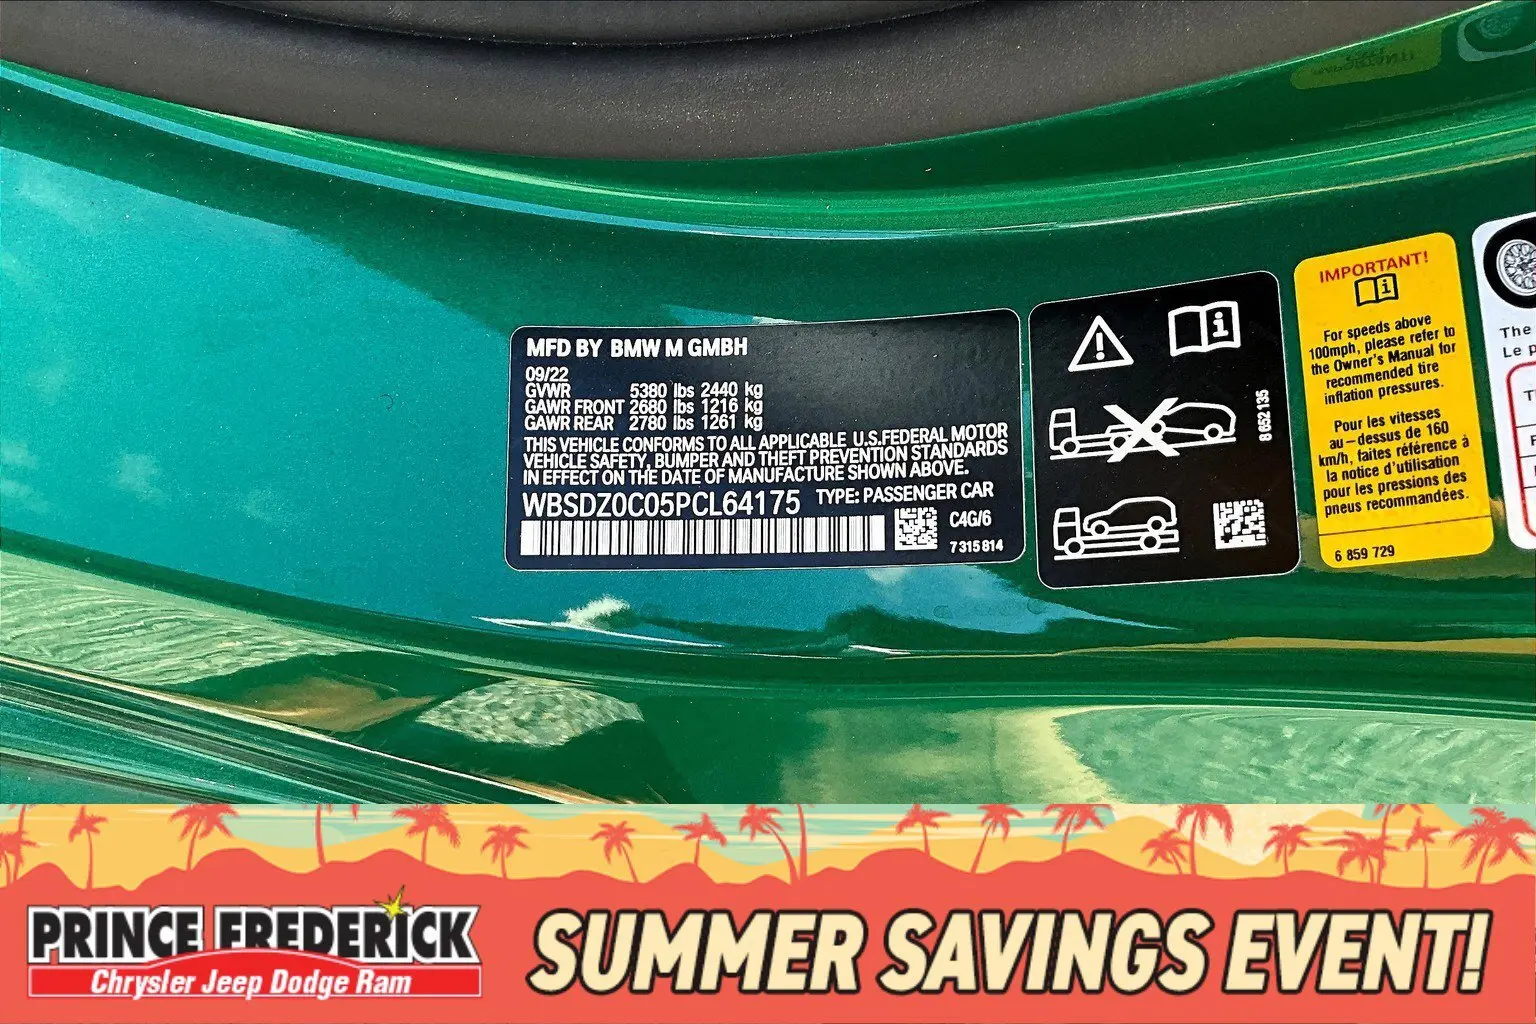 MFD BY BMW M GMBH
09/22
GVWR 5380 lbs 2440 kg
GAWR FRONT 2680 lbs 1216 kg
GAWR REAR 2780 lbs 1261 kg
THIS VEHICLE CONFORMS TO ALL APPLICABLE U.S.FEDERAL MOTOR
VEHICLE SAFETY, BUMPER AND THEFT PREVENTION STANDARDS
IN EFFECT ON THE DATE OF MANUFACTURE SHOWN ABOVE.
WBSDZ0C05PCL64175 TYPE: PASSENGER CAR
C4G/6
7 315 814
8 652 135
IMPORTANT!
For speeds above
100mph, please refer to
the Owner's Manual for
recommended tire
inflation pressures.
Pour les vitesses
au-dessus de 160
km/h, faites référence à
la notice d'utilisation
pour les pressions des
pneus recommandées.
6 859 729
The
Le p
PRINCE FREDERICK
Chrysler Jeep Dodge Ram
SUMMER SAVINGS EVENT!